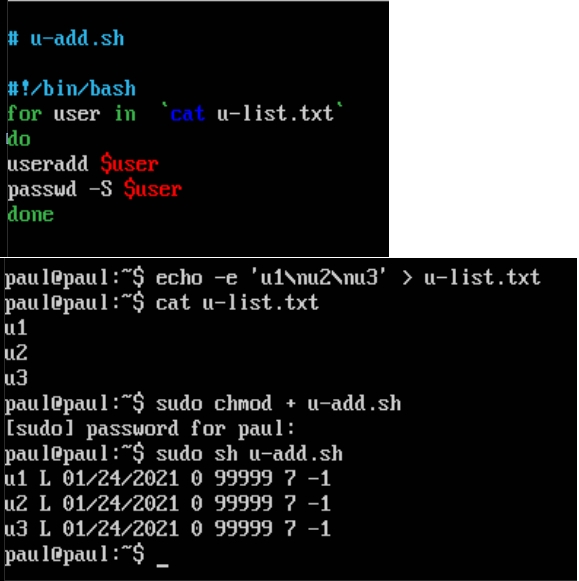 # u-add.sh
#!/bin/bash
for user in `cat u-list.txt`
do
useradd $user
passwd -S $user
done
paul@paul:~$ echo -e 'u1\nu2\nu3' > u-list.txt
paul@paul:~$ cat u-list.txt
u1
u2
u3
paul@paul:~$ sudo chmod + u-add.sh
[sudo] password for paul:
paul@paul:~$ sudo sh u-add.sh
u1 L 01/24/2021 0 99999 7 -1
u2 L 01/24/2021 0 99999 7 -1
u3 L 01/24/2021 0 99999 7 -1
paul@paul:~$ _